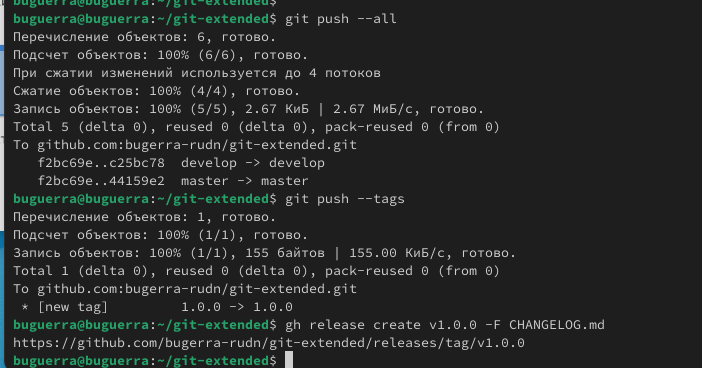 buguerra@buguerra:~/git-extended$
buguerra@buguerra:~/git-extended$ git push --all
Перечисление объектов: 6, готово.
Подсчет объектов: 100% (6/6), готово.
При сжатии изменений используется до 4 потоков
Сжатие объектов: 100% (4/4), готово.
Запись объектов: 100% (5/5), 2.67 КиБ | 2.67 МиБ/с, готово.
Total 5 (delta 0), reused 0 (delta 0), pack-reused 0 (from 0)
To github.com:bugerra-rudn/git-extended.git
   f2bc69e..c25bc78  develop -> develop
   f2bc69e..44159e2  master -> master
buguerra@buguerra:~/git-extended$ git push --tags
Перечисление объектов: 1, готово.
Подсчет объектов: 100% (1/1), готово.
Запись объектов: 100% (1/1), 155 байтов | 155.00 КиБ/с, готово.
Total 1 (delta 0), reused 0 (delta 0), pack-reused 0 (from 0)
To github.com:bugerra-rudn/git-extended.git
 * [new tag]         1.0.0 -> 1.0.0
buguerra@buguerra:~/git-extended$ gh release create v1.0.0 -F CHANGELOG.md
https://github.com/bugerra-rudn/git-extended/releases/tag/v1.0.0
buguerra@buguerra:~/git-extended$